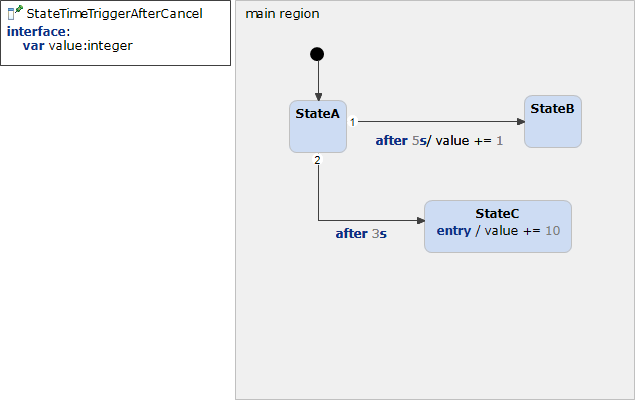 StateTimeTriggerAfterCancel
interface:
var value:integer
main region
StateA
StateB
1
after 5s/ value += 1
2
StateC
entry / value += 10
after 3s